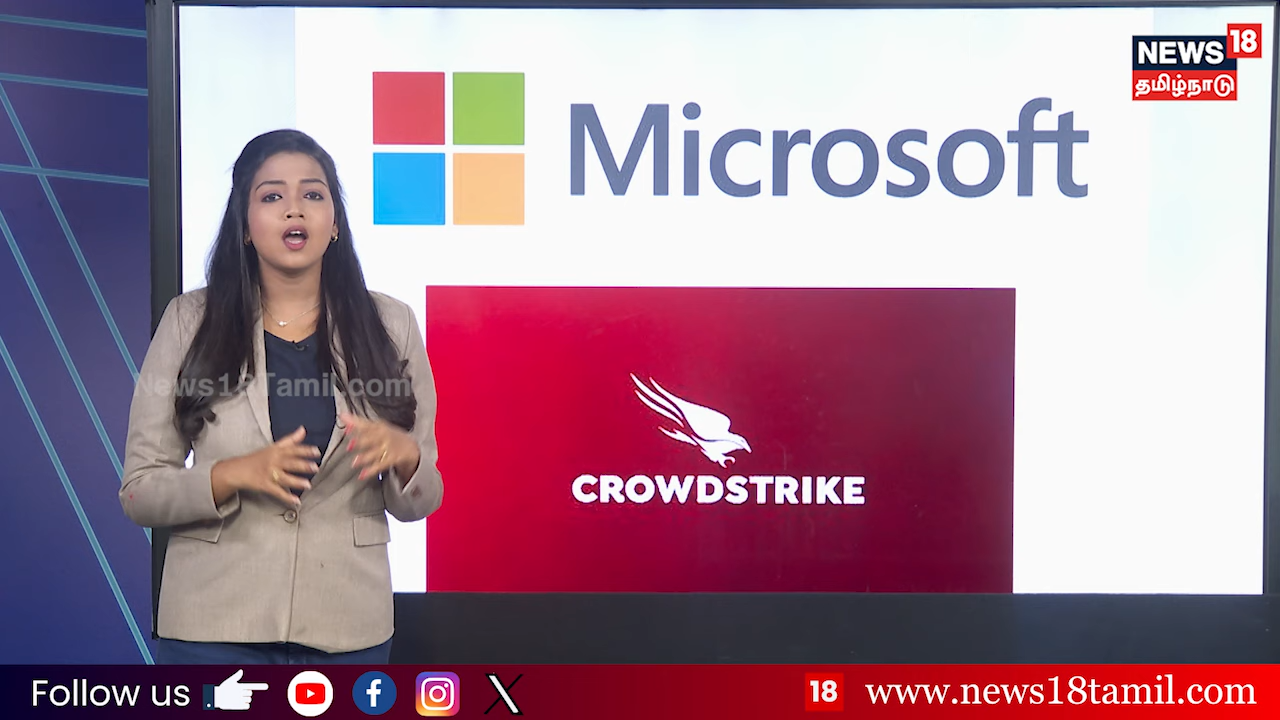 NEWS 18
தமிழ்நாடு
Microsoft
News18Tamil.com
CROWDSTRIKE
Follow us
18 www.news18tamil.com